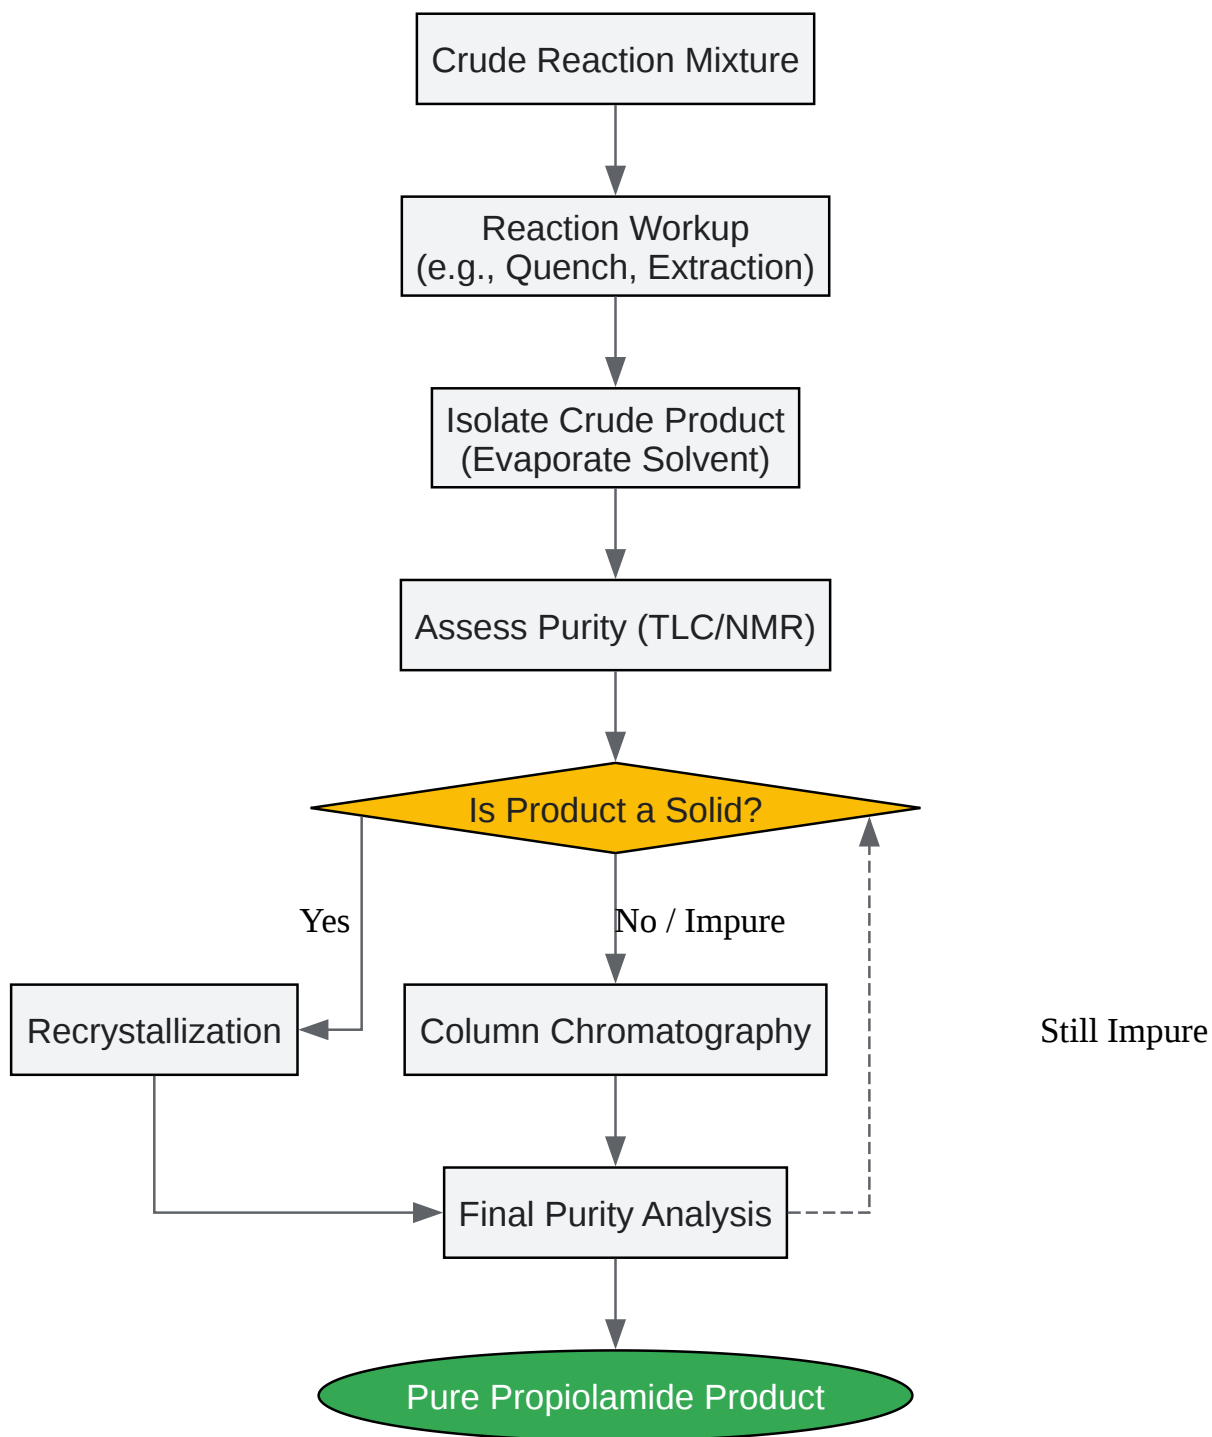 Crude Reaction Mixture
Reaction Workup
(e.g., Quench, Extraction)
Isolate Crude Product
(Evaporate Solvent)
Assess Purity (TLC/NMR)
Is Product a Solid?
Yes
No / Impure
Recrystallization
Column Chromatography
Still Impure
Final Purity Analysis
Pure Propiolamide Product